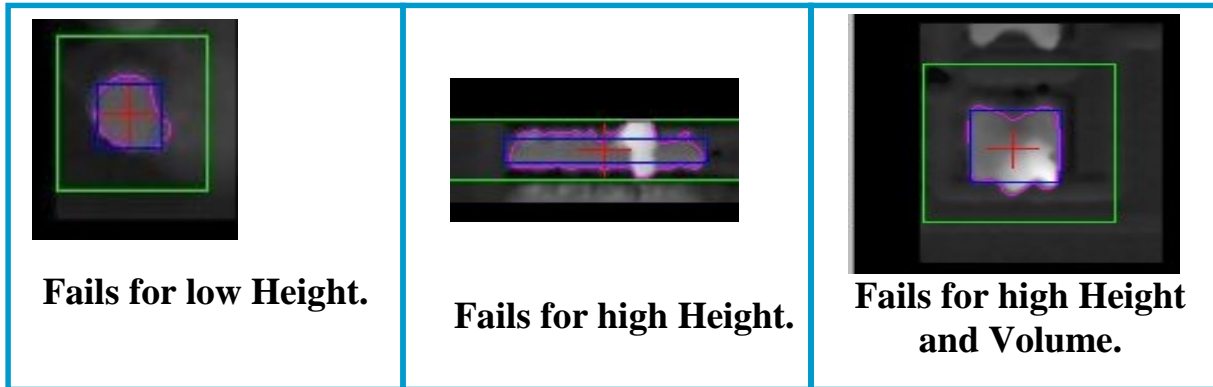 Fails for low Height.
Fails for high Height.
Fails for high Height
and Volume.